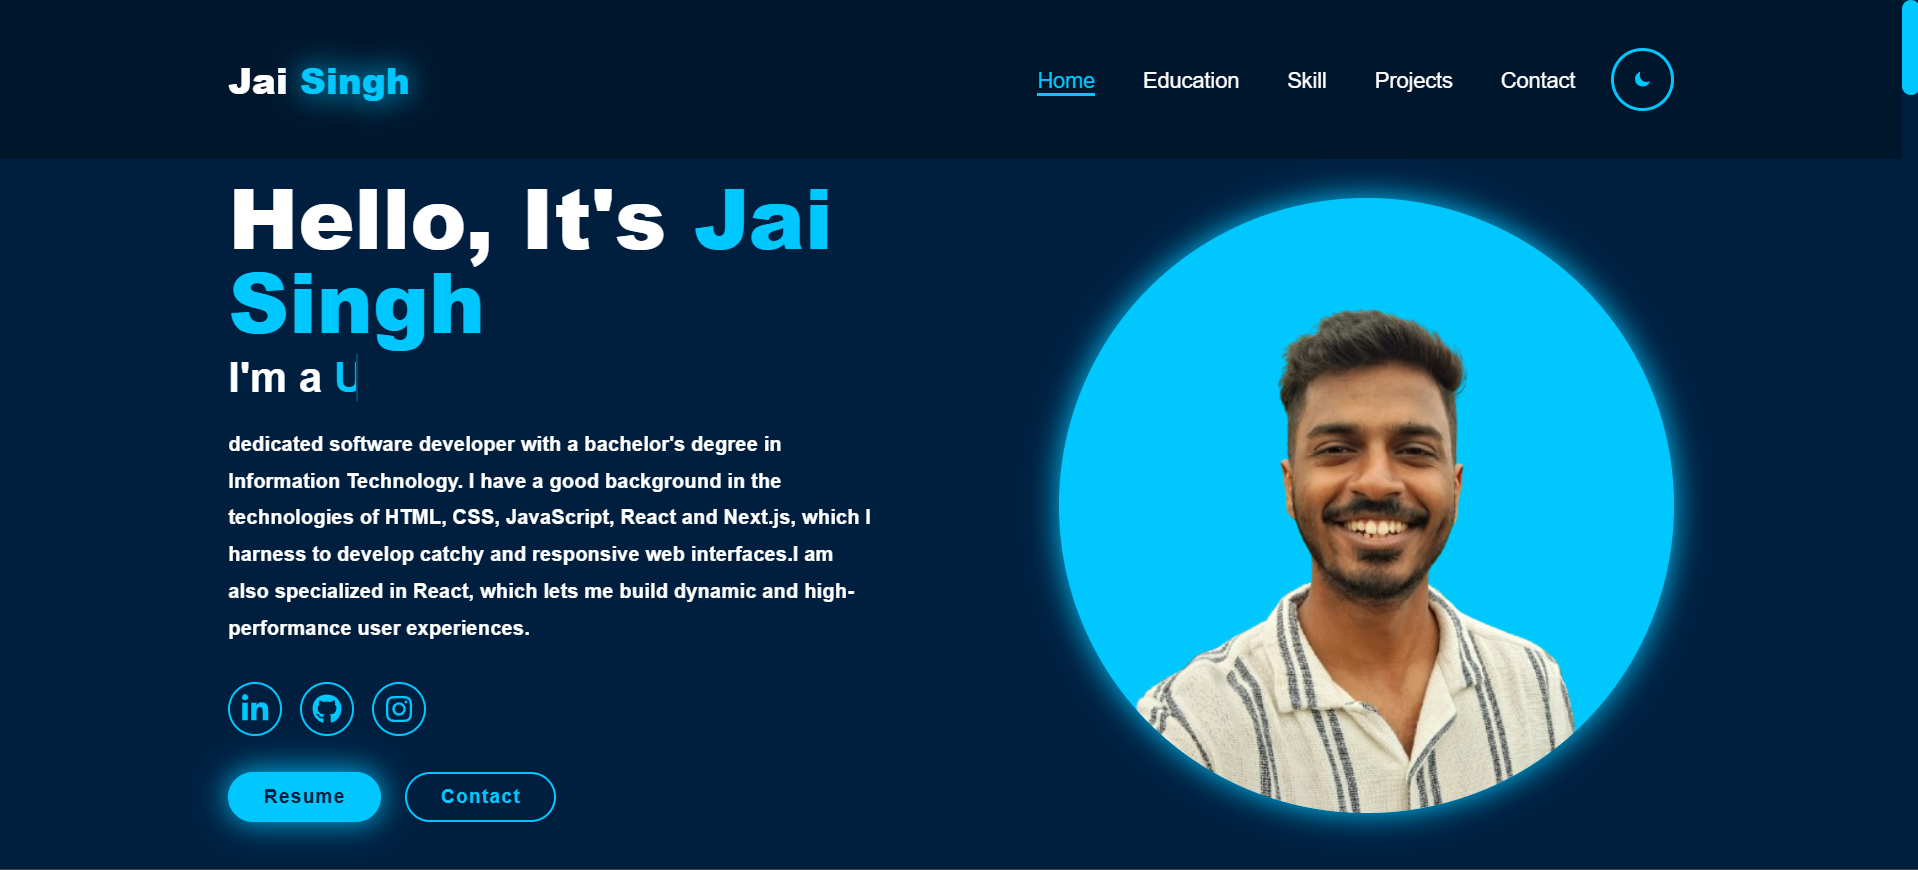 Jai Singh
Home Education Skill Projects Contact
Hello, It's Jai
Singh
I'm a U
dedicated software developer with a bachelor's degree in
Information Technology. I have a good background in the
technologies of HTML, CSS, JavaScript, React and Next.js, which I
harness to develop catchy and responsive web interfaces.I am
also specialized in React, which lets me build dynamic and high-
performance user experiences.
in
Resume Contact